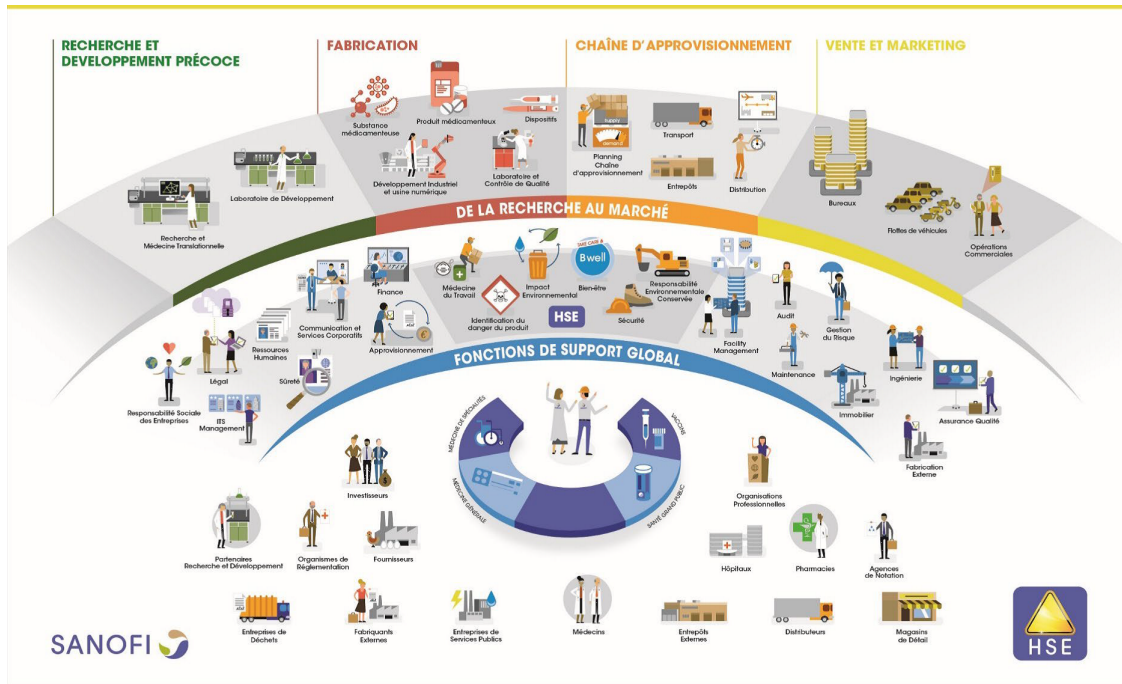 RECHERCHE ET
DEVELOPPEMENT PRÉCOCE
FABRICATION
CHAÎNE D'APPROVISIONNEMENT
VENTE ET MARKETING
Substance
médicamenteuse
Produit médicamenteux
Dispositifs
Développement Industriel
et usine numérique
Laboratoire et
Contrôle de Qualité
supply
demand
Planning
Chaîne
d'approvisionnement
Transport
Entrepôts
Distribution
Bureaux
Flottes de véhicules
Opérations
Commerciales
Laboratoire de Développement
Recherche et
Médecine Translationnelle
DE LA RECHERCHE AU MARCHÉ
Finance
Médecine
du Travail
Impact
Environnemental
TAKE CARE &
Bwell
Bien-être
Responsabilité
Environnementale
Conservée
Identification du
danger du produit
HSE
Sécurité
Facility
Management
Audit
Gestion
du Risque
Communication et
Services Corporatifs
Approvisionnement
Ressources
Humaines
Légal
Sûreté
Responsabilité Sociale
des Entreprises
ITS
Management
Maintenance
Ingénierie
Immobilier
Assurance Qualité
Fabrication
Externe
FONCTIONS DE SUPPORT GLOBAL
MÉDECINE DE SPÉCIALITÉS
VACCINS
MÉDECINE GÉNÉRALE
SANTÉ GRAND PUBLIC
Investisseurs
Organisations
Professionnelles
Partenaires
Recherche et Développement
Organismes de
Réglementation
Fournisseurs
Hôpitaux
Pharmacies
Agences
de Notation
Entreprises de
Déchets
Fabriquants
Externes
Entreprises de
Services Publics
Médecins
Entrepôts
Externes
Distributeurs
Magasins
de Détail
SANOFI
HSE